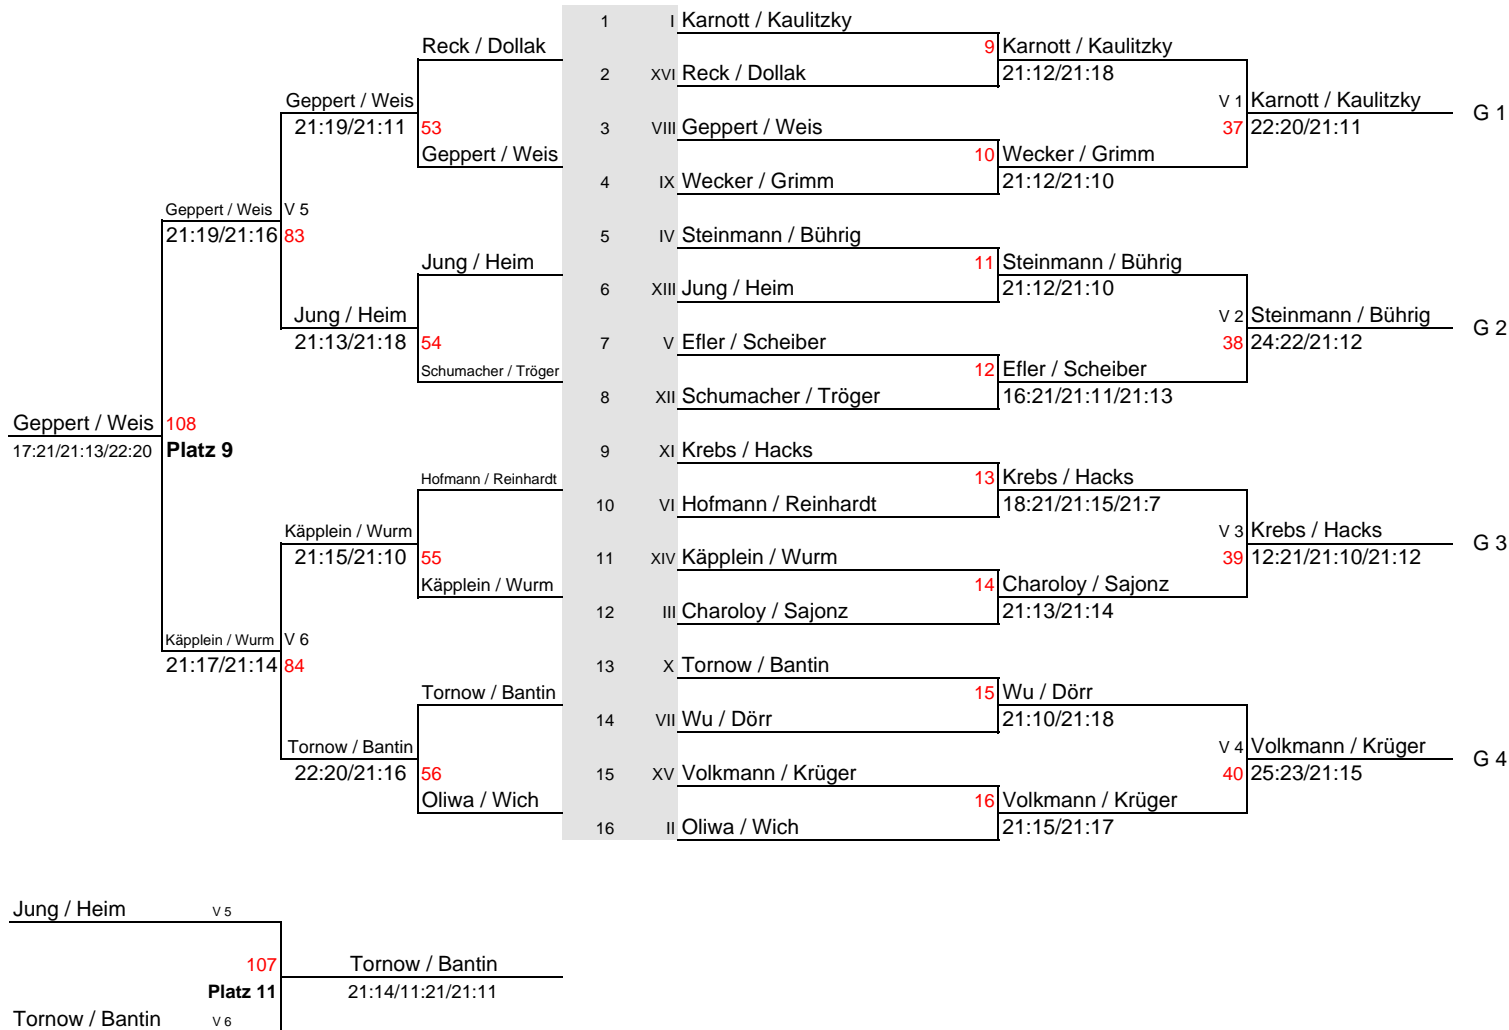 1 I Karnott / Kaulitzky
Reck / Dollak 9 Karnott / Kaulitzky
2 XVI Reck / Dollak 21:12/21:18
Geppert / Weis V 1 Karnott / Kaulitzky G 1
21:19/21:11 53 3 VIII Geppert / Weis 37 22:20/21:11
Geppert / Weis 10 Wecker / Grimm
4 IX Wecker / Grimm 21:12/21:10
Geppert / Weis V 5
21:19/21:16 83 5 IV Steinmann / Bührig
Jung / Heim 11 Steinmann / Bührig
6 XIII Jung / Heim 21:12/21:10
Jung / Heim V 2 Steinmann / Bührig G 2
21:13/21:18 54 7 V Efler / Scheiber 38 24:22/21:12
Schumacher / Tröger 12 Efler / Scheiber
8 XII Schumacher / Tröger 16:21/21:11/21:13
Geppert / Weis 108
17:21/21:13/22:20 Platz 9 9 XI Krebs / Hacks
Hofmann / Reinhardt 13 Krebs / Hacks
10 VI Hofmann / Reinhardt 18:21/21:15/21:7
Käpplein / Wurm V 3 Krebs / Hacks G 3
21:15/21:10 55 11 XIV Käpplein / Wurm 39 12:21/21:10/21:12
Käpplein / Wurm 14 Charoloy / Sajonz
12 III Charoloy / Sajonz 21:13/21:14
Käpplein / Wurm V 6
21:17/21:14 84 13 X Tornow / Bantin
Tornow / Bantin 15 Wu / Dörr
14 VII Wu / Dörr 21:10/21:18
Tornow / Bantin V 4 Volkmann / Krüger G 4
22:20/21:16 56 15 XV Volkmann / Krüger 40 25:23/21:15
Oliwa / Wich 16 Volkmann / Krüger
16 II Oliwa / Wich 21:15/21:17
Jung / Heim V 5
107 Tornow / Bantin
Platz 11 21:14/11:21/21:11
Tornow / Bantin V 6